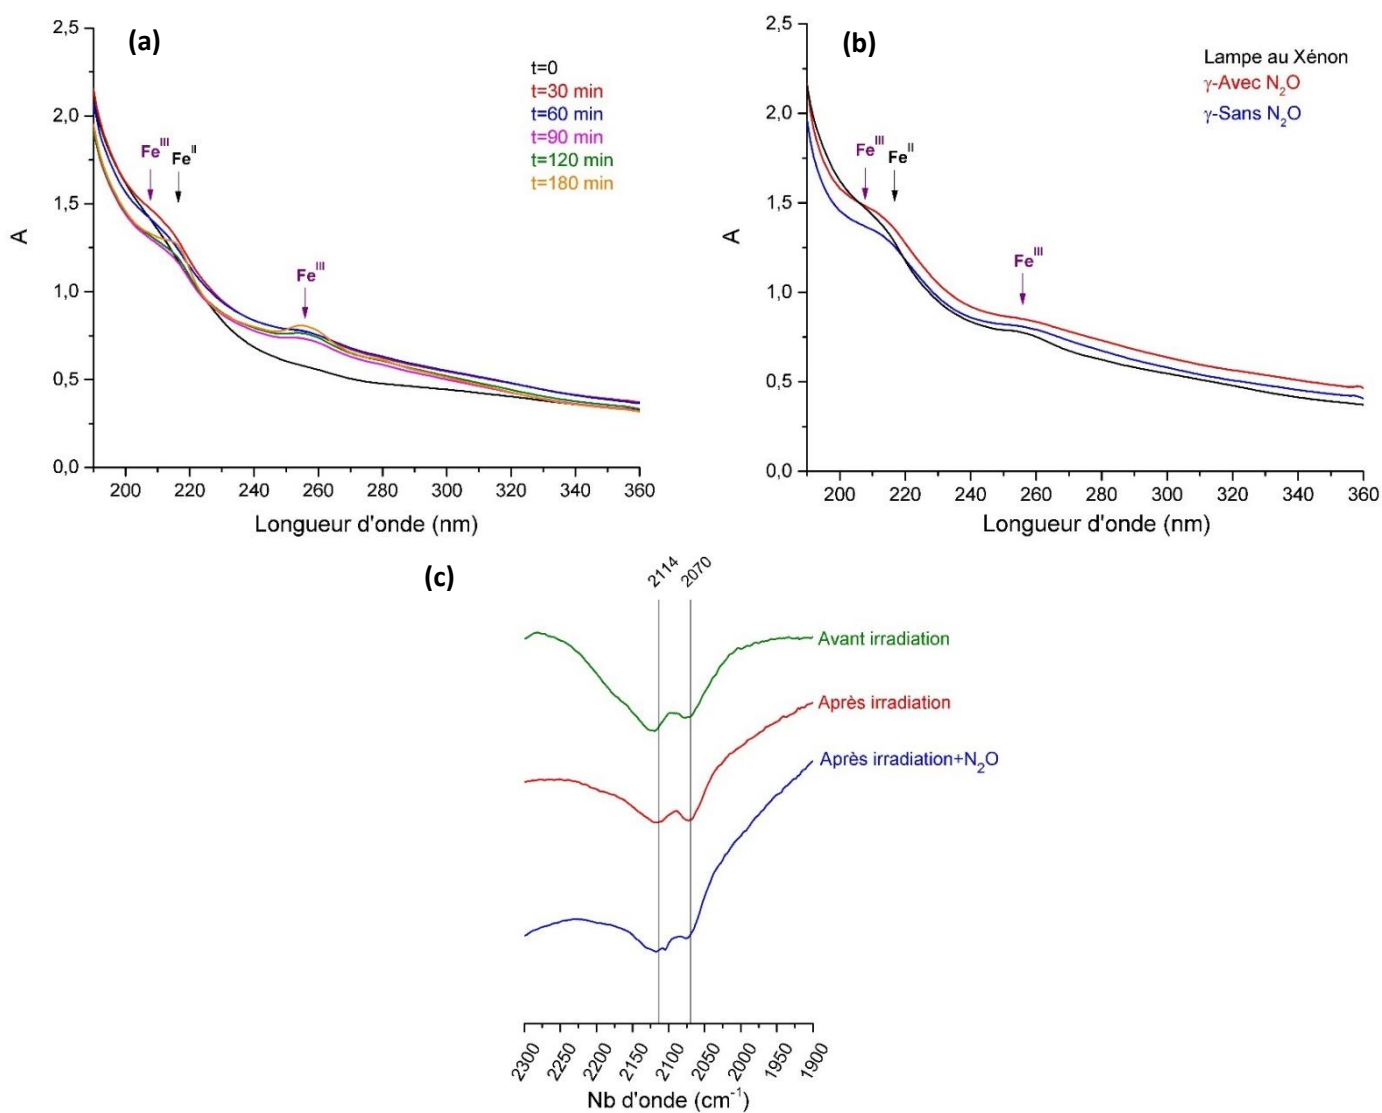 (a)
2,5
2,0
1,5
1,0
0,5
0,0
A
t=0
t=30 min
t=60 min
t=90 min
t=120 min
t=180 min
Fe^III
Fe^II
Fe^III
200 220 240 260 280 300 320 340 360
Longueur d'onde (nm)
(b)
2,5
2,0
1,5
1,0
0,5
0,0
A
Lampe au Xénon
γ-Avec N₂O
γ-Sans N₂O
Fe^III
Fe^II
Fe^III
200 220 240 260 280 300 320 340 360
Longueur d'onde (nm)
(c)
2114 2070
Avant irradiation
Après irradiation
Après irradiation+N₂O
2300 2250 2200 2150 2100 2050 2000 1950 1900
Nb d'onde (cm⁻¹)